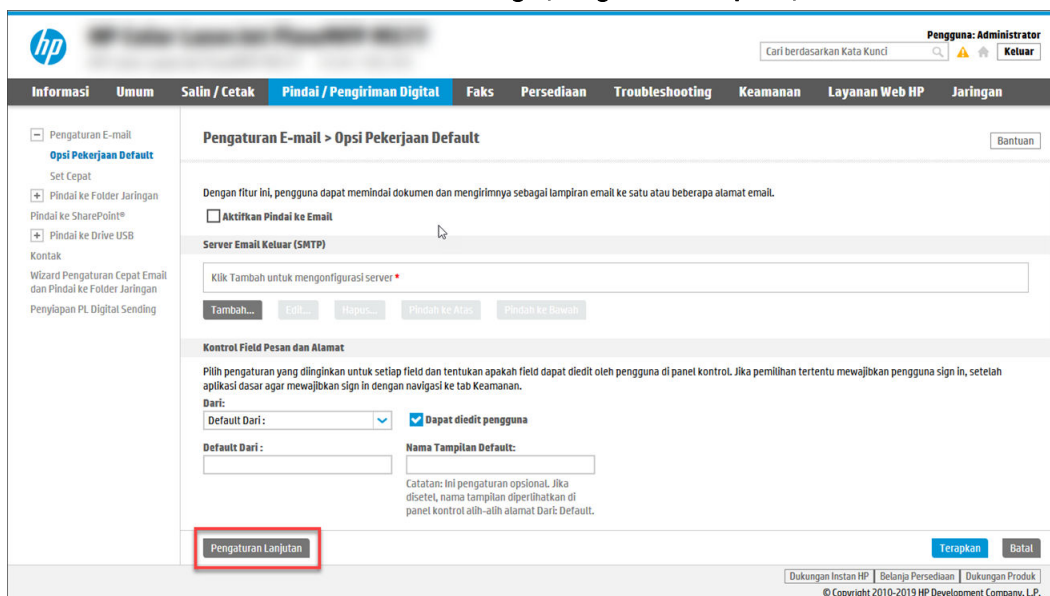 hp
Pengguna: Administrator
Cari berdasarkan Kata Kunci
Keluar
Informasi Umum Salin / Cetak Pindai / Pengiriman Digital Faks Persediaan Troubleshooting Keamanan Layanan Web HP Jaringan
Pengaturan E-mail
Opsi Pekerjaan Default
Set Cepat
Pindai ke Folder Jaringan
Pindai ke SharePoint®
Pindai ke Drive USB
Kontak
Wizard Pengaturan Cepat Email
dan Pindai ke Folder Jaringan
Penyiapan PL Digital Sending
Pengaturan E-mail > Opsi Pekerjaan Default
Bantuan
Dengan fitur ini, pengguna dapat memindai dokumen dan mengirimnya sebagai lampiran email ke satu atau beberapa alamat email.
Aktifkan Pindai ke Email
Server Email Keluar (SMTP)
Klik Tambah untuk mengonfigurasi server *
Tambah... Edit... Hapus... Pindah ke Atas Pindah ke Bawah
Kontrol Field Pesan dan Alamat
Pilih pengaturan yang diinginkan untuk setiap field dan tentukan apakah field dapat diedit oleh pengguna di panel kontrol. Jika pemilihan tertentu mewajibkan pengguna sign in, setelah
aplikasi dasar agar mewajibkan sign in dengan navigasi ke tab Keamanan.
Dari:
Default Dari :
Dapat diedit pengguna
Default Dari :
Nama Tampilan Default:
Catatan: Ini pengaturan opsional. Jika
disetel, nama tampilan diperlihatkan di
panel kontrol alih-alih alamat Dari: Default.
Pengaturan Lanjutan
Terapkan Batal
Dukungan Instan HP Belanja Persediaan Dukungan Produk
© Copyright 2010-2019 HP Development Company, L.P.